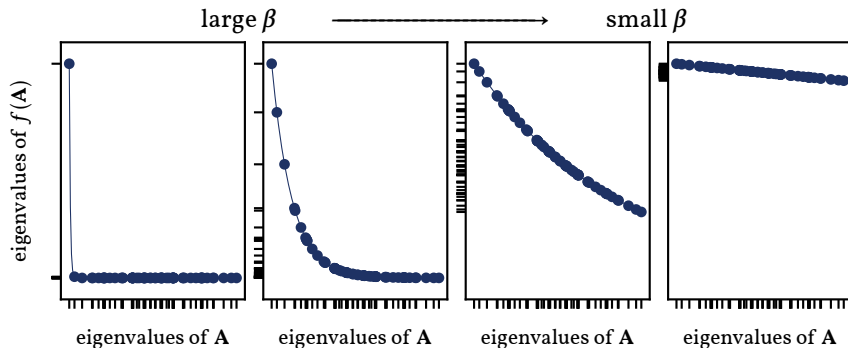 large β
small β
eigenvalues of f(A)
eigenvalues of A
eigenvalues of A
eigenvalues of A
eigenvalues of A